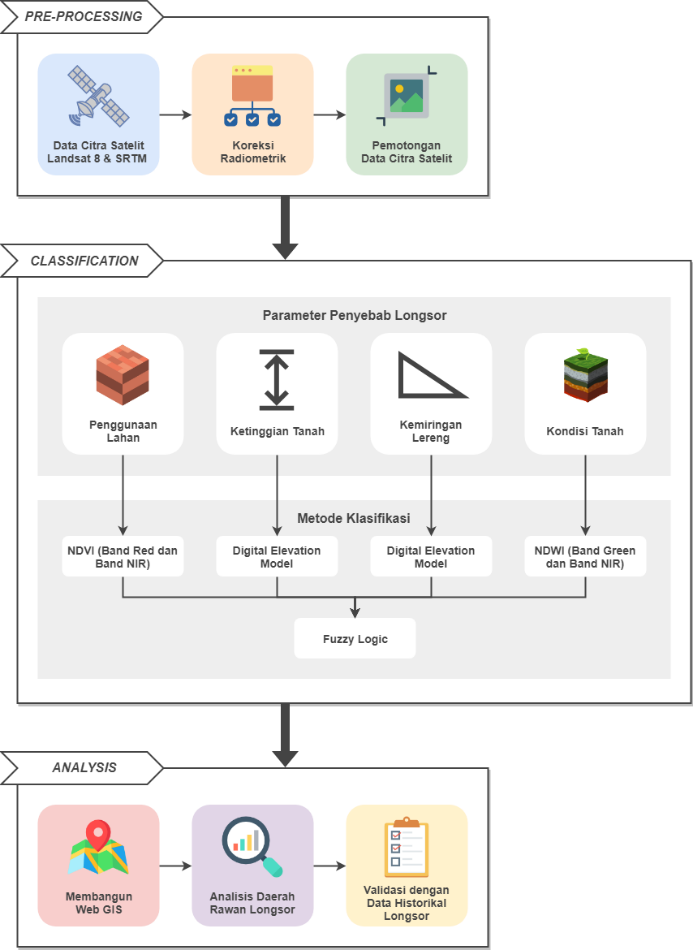 PRE-PROCESSING
Data Citra Satelit
Landsat 8 & SRTM
Koreksi
Radiometrik
Pemotongan
Data Citra Satelit
CLASSIFICATION
Parameter Penyebab Longsor
Penggunaan
Lahan
Ketinggian Tanah
Kemiringan
Lereng
Kondisi Tanah
Metode Klasifikasi
NDVI (Band Red dan
Band NIR)
Digital Elevation
Model
Digital Elevation
Model
NDWI (Band Green
dan Band NIR)
Fuzzy Logic
ANALYSIS
Membangun
Web GIS
Analisis Daerah
Rawan Longsor
Validasi dengan
Data Historikal
Longsor